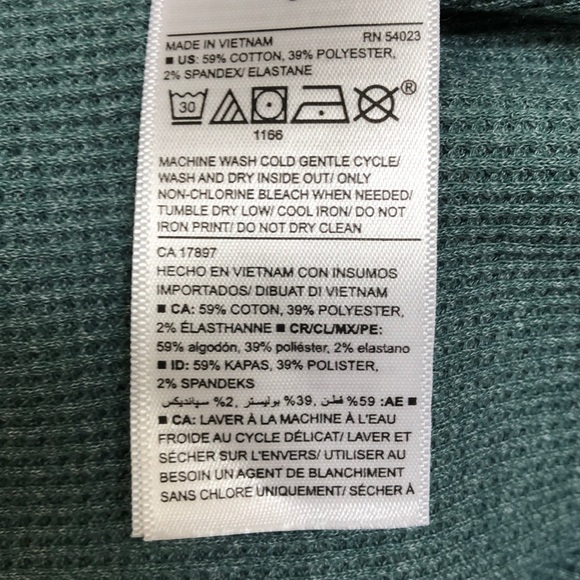 MADE IN VIETNAM RN 54023
■ US: 59% COTTON, 39% POLYESTER,
2% SPANDEX/ ELASTANE
30 ®
1166
MACHINE WASH COLD GENTLE CYCLE/
WASH AND DRY INSIDE OUT/ ONLY
NON-CHLORINE BLEACH WHEN NEEDED/
TUMBLE DRY LOW/ COOL IRON/ DO NOT
IRON PRINT/ DO NOT DRY CLEAN
CA 17897
HECHO EN VIETNAM CON INSUMOS
IMPORTADOS/ DIBUAT DI VIETNAM
■ CA: 59% COTON, 39% POLYESTER,
2% ÉLASTHANNE ■ CR/CL/MX/PE:
59% algodón, 39% poliéster, 2% elastano
■ ID: 59% KAPAS, 39% POLISTER,
2% SPANDEKS
■ AE: 59% قطن, 39% بوليستر, 2% سپاندیکس
■ CA: LAVER À LA MACHINE À L'EAU
FROIDE AU CYCLE DÉLICAT/ LAVER ET
SÉCHER SUR L'ENVERS/ UTILISER AU
BESOIN UN AGENT DE BLANCHIMENT
SANS CHLORE UNIQUEMENT/ SÉCHER À